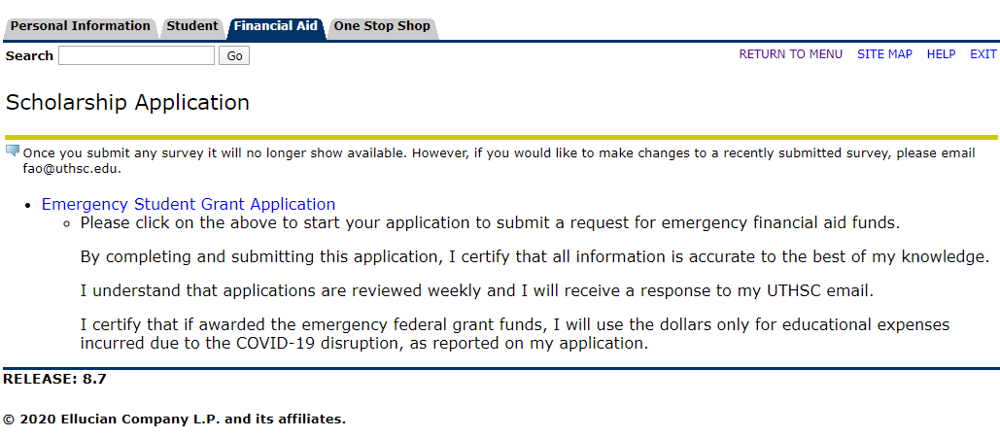 Personal Information Student Financial Aid One Stop Shop
Search Go RETURN TO MENU SITE MAP HELP EXIT
Scholarship Application
Once you submit any survey it will no longer show available. However, if you would like to make changes to a recently submitted survey, please email
fao@uthsc.edu.
• Emergency Student Grant Application
◦ Please click on the above to start your application to submit a request for emergency financial aid funds.
By completing and submitting this application, I certify that all information is accurate to the best of my knowledge.
I understand that applications are reviewed weekly and I will receive a response to my UTHSC email.
I certify that if awarded the emergency federal grant funds, I will use the dollars only for educational expenses
incurred due to the COVID-19 disruption, as reported on my application.
RELEASE: 8.7
© 2020 Ellucian Company L.P. and its affiliates.